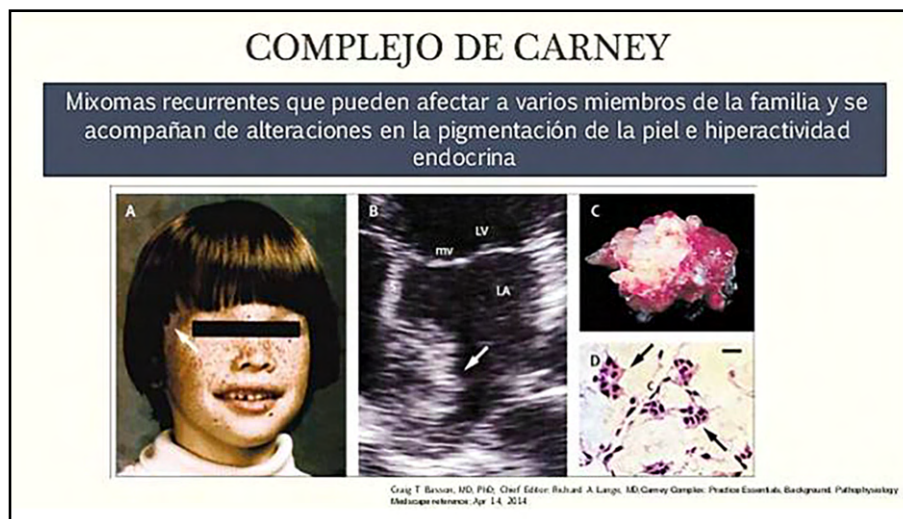 COMPLEJO DE CARNEY
Mixomas recurrentes que pueden afectar a varios miembros de la familia y se
acompañan de alteraciones en la pigmentación de la piel e hiperactividad
endocrina
A
B
LV
mv
S
LA
C
D
c
Craig T. Basson, MD, PhD; Chief Editor: Richard A Lange, MD, Carney Complex: Practice Essentials, Background, Pathophysiology
Medscape reference; Apr 14, 2014.